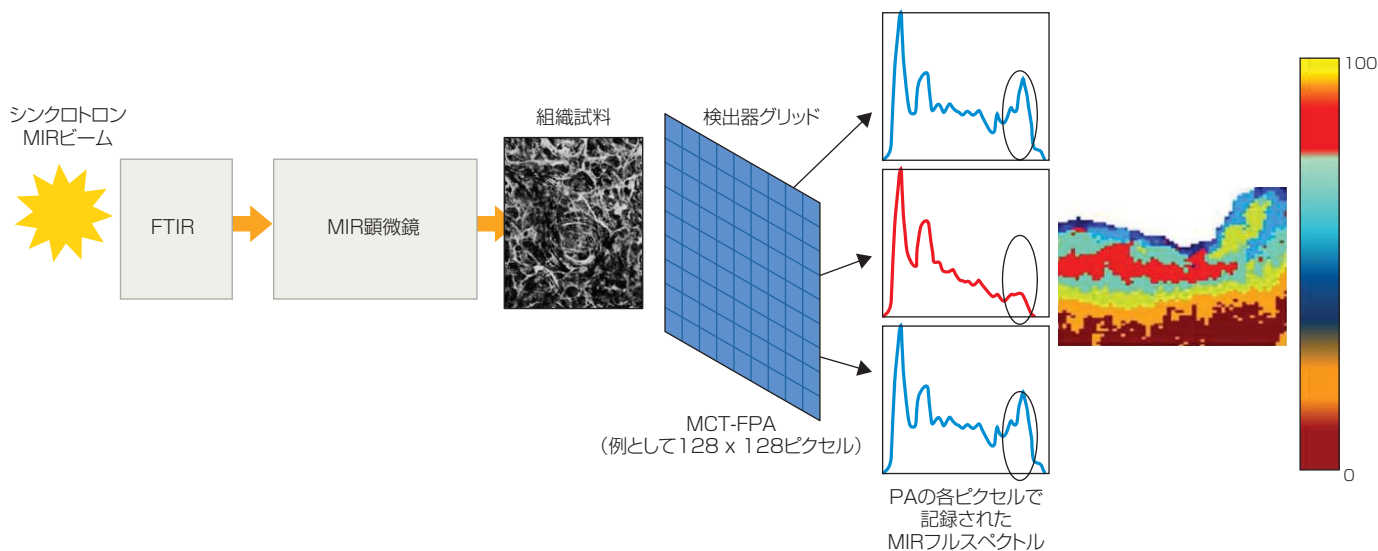 シンクロトロン
MIRビーム
FTIR
MIR顕微鏡
組織試料
検出器グリッド
MCT-FPA
（例として128 x 128ピクセル）
PAの各ピクセルで
記録された
MIRフルスペクトル
100
0